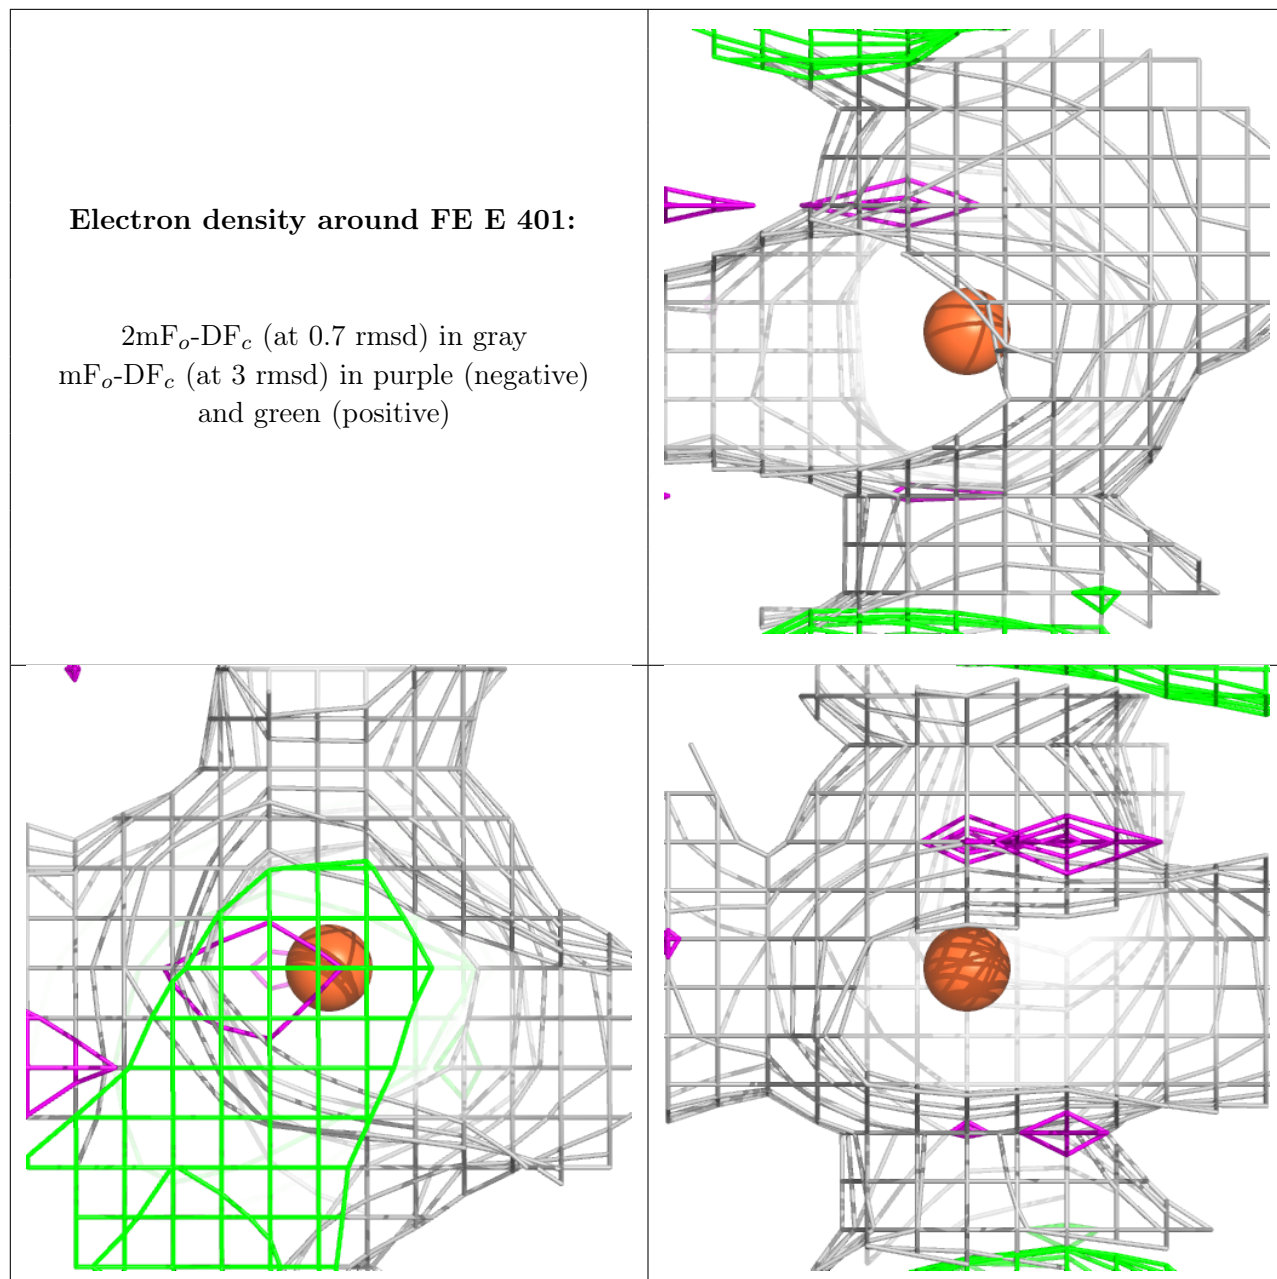 Electron density around FE E 401:
2mFo-DFc (at 0.7 rmsd) in gray
mFo-DFc (at 3 rmsd) in purple (negative)
and green (positive)